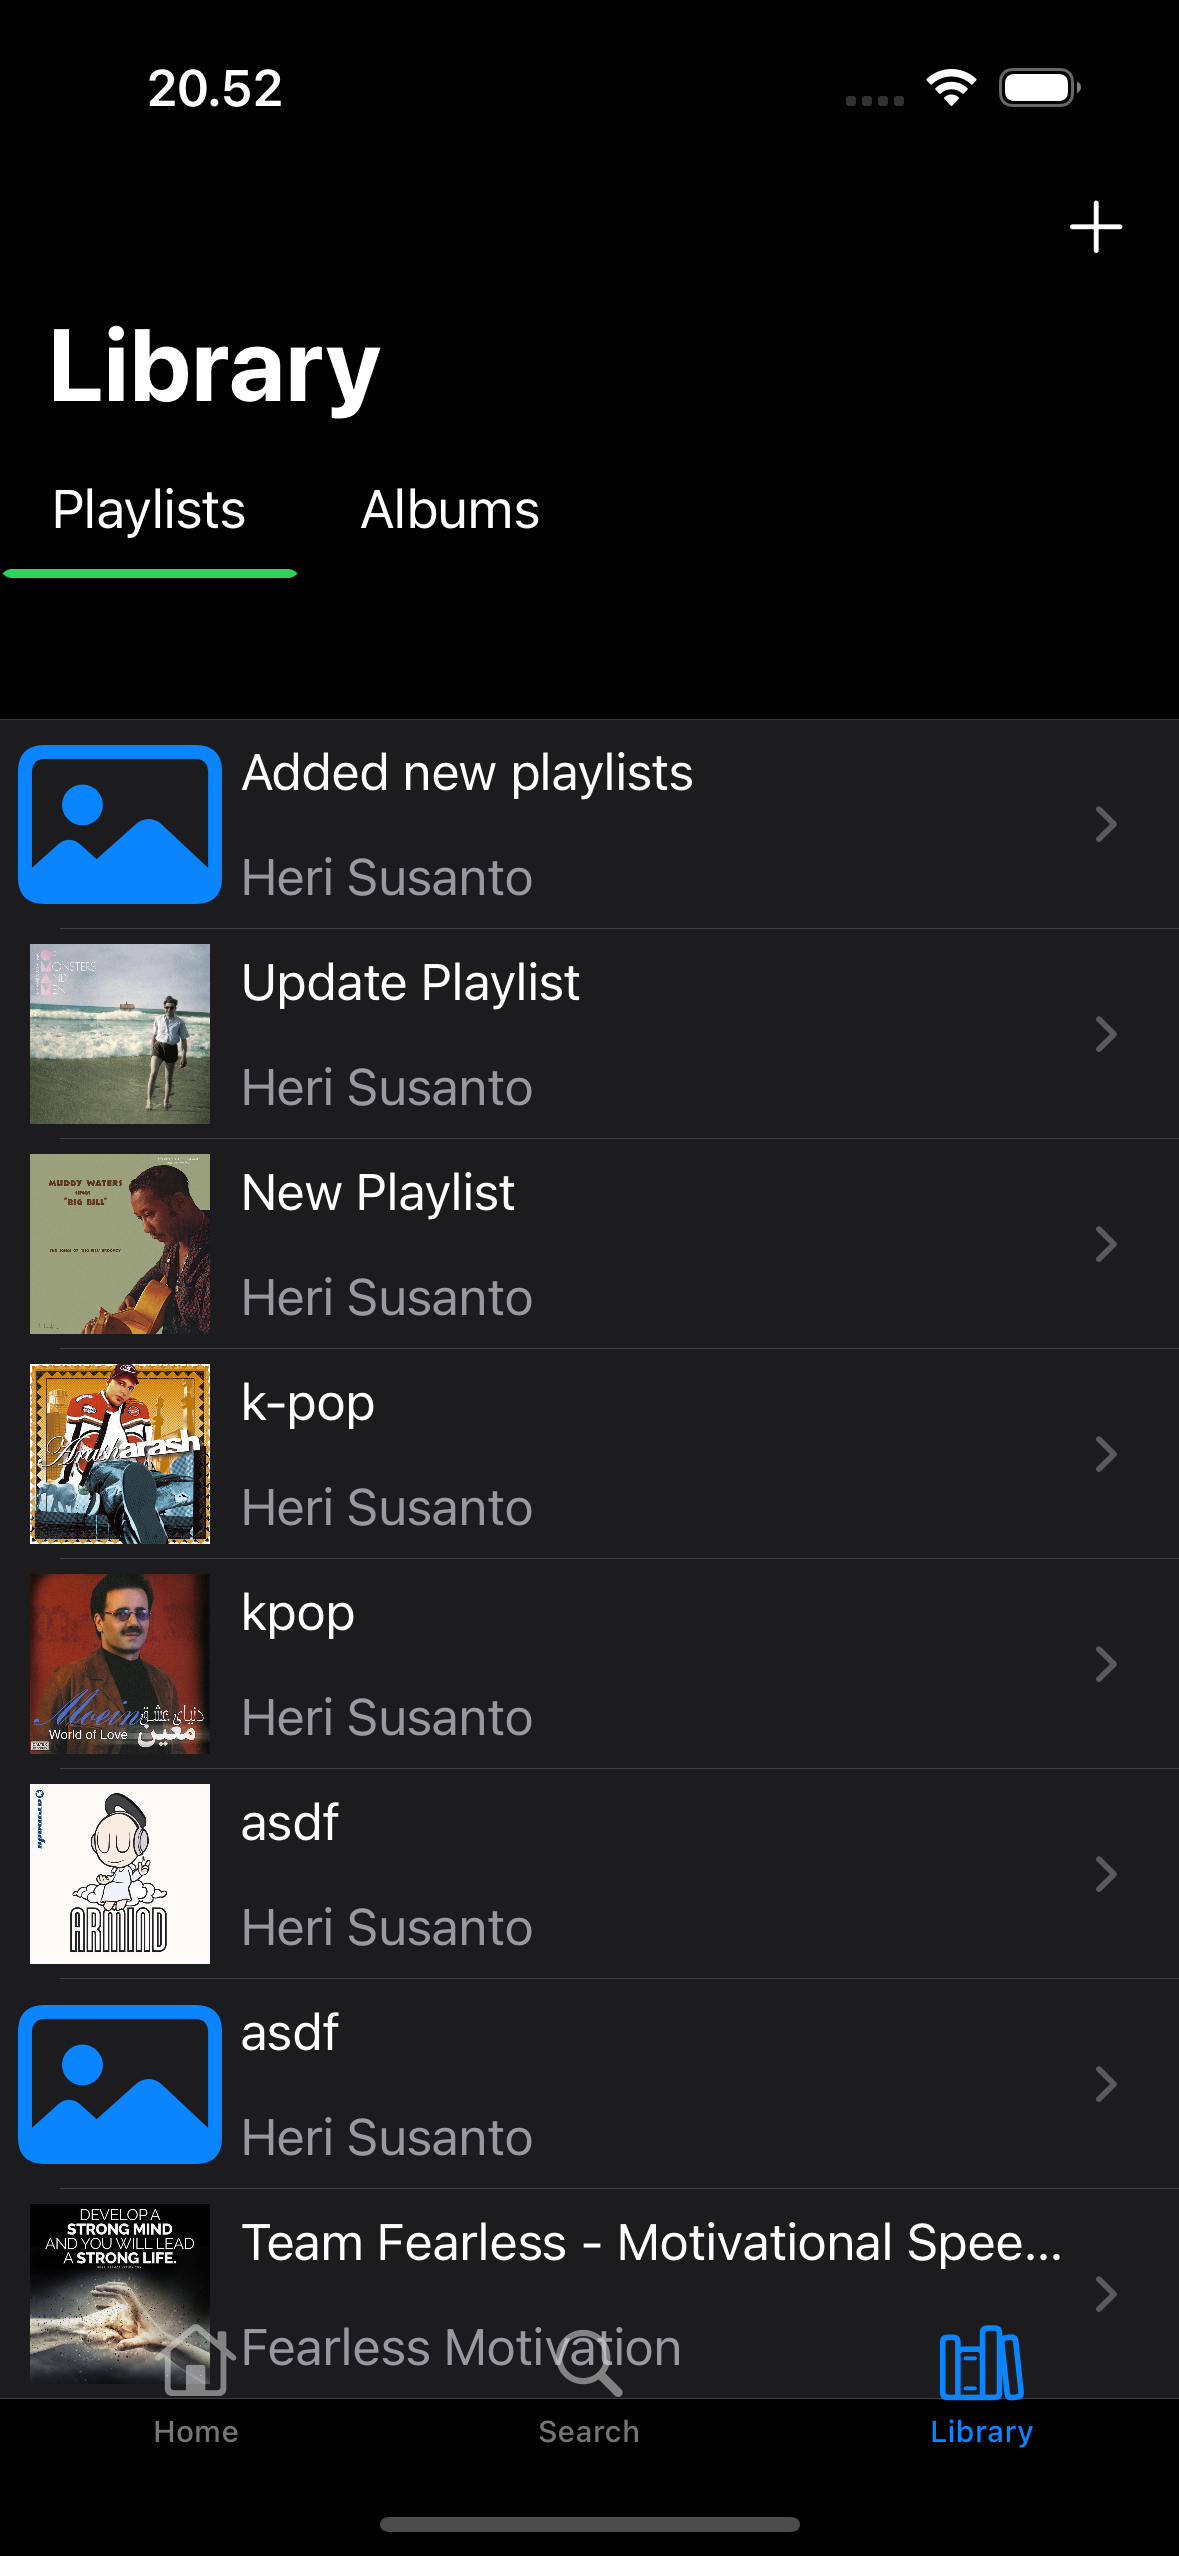 20.52
Library
Playlists
Albums
Added new playlists
Heri Susanto
MONSTERS
AND
MEN
Update Playlist
Heri Susanto
MUDDY WATERS
SINGS
"BIG BILL"
New Playlist
Heri Susanto
Arash arash
k-pop
Heri Susanto
Moein دنیای عشق
World of Love معین
kpop
Heri Susanto
ARMIND
asdf
Heri Susanto
asdf
Heri Susanto
DEVELOP A
STRONG MIND
AND YOU WILL LEAD
A STRONG LIFE.
Team Fearless - Motivational Spee...
Fearless Motivation
Home
Search
Library